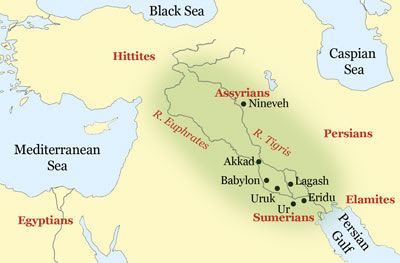 Black Sea
Caspian
Sea
Hittites
Assyrians
Nineveh
R. Euphrates
R. Tigris
Persians
Mediterranean
Sea
Akkad
Babylon
Lagash
Uruk
Eridu
Ur
Elamites
Sumerians
Egyptians
Persian
Gulf